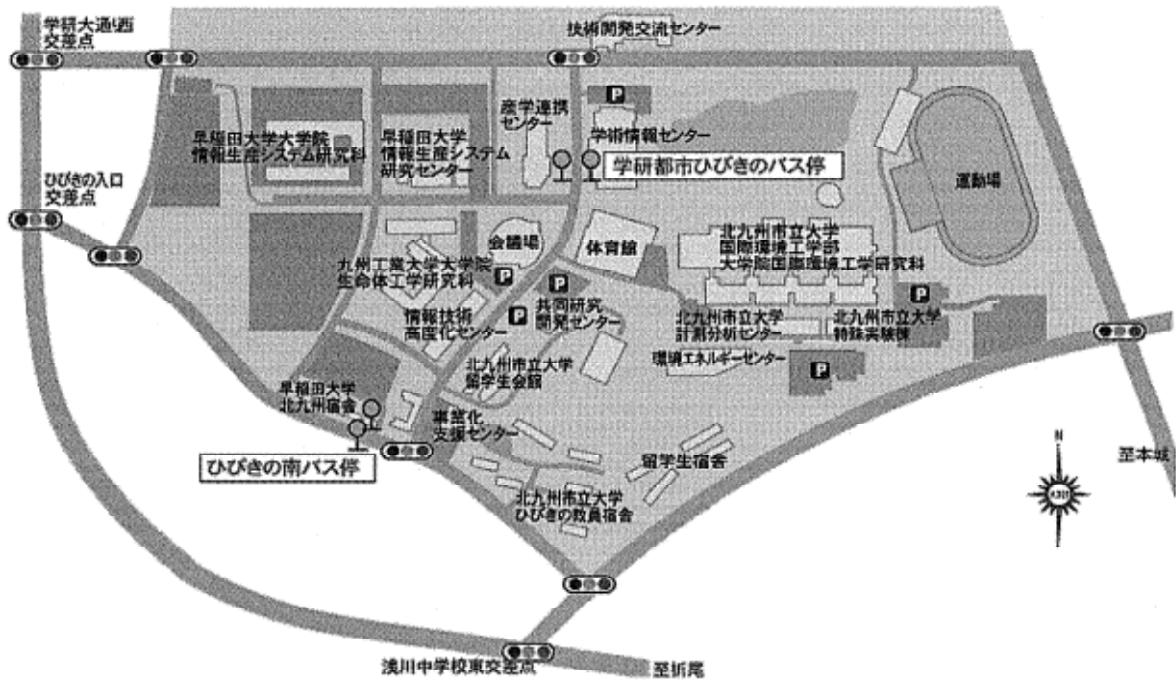 学研大通り西
交差点
技術開発交流センター
P
産学連携
センター
学術情報センター
早稲田大学大学院
情報生産システム研究科
早稲田大学
情報生産システム
研究センター
学研都市ひびきのバス停
ひびきの入口
交差点
運動場
会議場
体育館
北九州市立大学
国際環境工学部
大学院国際環境工学研究科
九州工業大学大学院
生命体工学研究科
P
P
共同研究
開発センター
P
P
情報技術
高度化センター
北九州市立大学
計測分析センター
北九州市立大学
特殊実験棟
環境エネルギーセンター
P
北九州市立大学
留学生会館
早稲田大学
北九州宿舎
事業化
支援センター
ひびきの南バス停
留学生宿舎
北九州市立大学
ひびきの教員宿舎
N
至本城
浅川中学校東交差点
至折尾